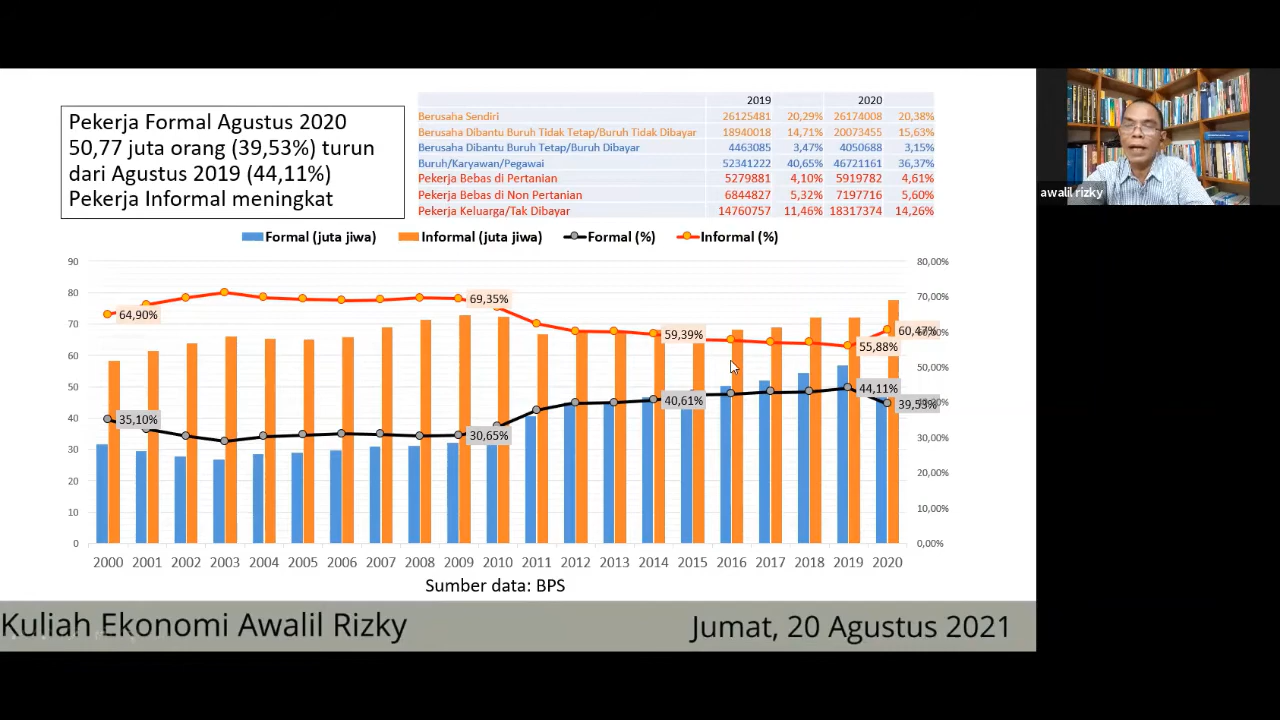 Pekerja Formal Agustus 2020
50,77 juta orang (39,53%) turun
dari Agustus 2019 (44,11%)
Pekerja Informal meningkat
2019 2020
Berusaha Sendiri 26125481 20,29% 26174008 20,38%
Berusaha Dibantu Buruh Tidak Tetap/Buruh Tidak Dibayar 18940018 14,71% 20073455 15,63%
Berusaha Dibantu Buruh Tetap/Buruh Dibayar 4463085 3,47% 4050688 3,15%
Buruh/Karyawan/Pegawai 52341222 40,65% 46721161 36,37%
Pekerja Bebas di Pertanian 5279881 4,10% 5919782 4,61%
Pekerja Bebas di Non Pertanian 6844827 5,32% 7197716 5,60%
Pekerja Keluarga/Tak Dibayar 14760757 11,46% 18317374 14,26%
awalil rizky
Formal (juta jiwa) Informal (juta jiwa) Formal (%) Informal (%)
90 80,00%
80 70,00%
70 60,00%
60 50,00%
50 40,00%
40 30,00%
30 20,00%
20 10,00%
10 0,00%
0
64,90% 69,35% 59,39% 55,88% 60,47%
35,10% 30,65% 40,61% 44,11% 39,53%
2000 2001 2002 2003 2004 2005 2006 2007 2008 2009 2010 2011 2012 2013 2014 2015 2016 2017 2018 2019 2020
Sumber data: BPS
Kuliah Ekonomi Awalil Rizky Jumat, 20 Agustus 2021